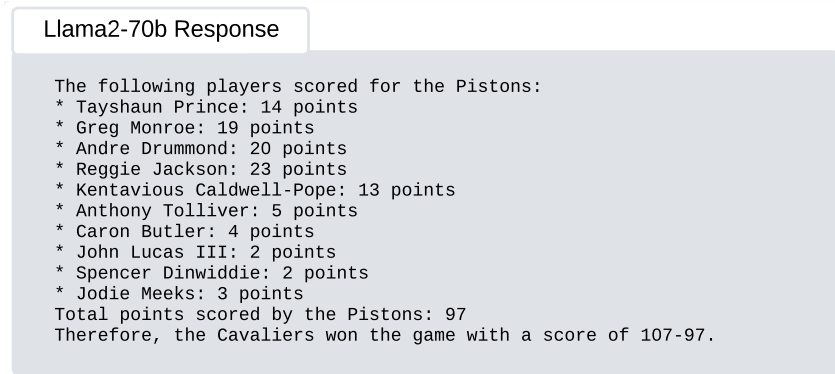 Llama2-70b Response
The following players scored for the Pistons:
* Tayshaun Prince: 14 points
* Greg Monroe: 19 points
* Andre Drummond: 20 points
* Reggie Jackson: 23 points
* Kentavious Caldwell-Pope: 13 points
* Anthony Tolliver: 5 points
* Caron Butler: 4 points
* John Lucas III: 2 points
* Spencer Dinwiddie: 2 points
* Jodie Meeks: 3 points
Total points scored by the Pistons: 97
Therefore, the Cavaliers won the game with a score of 107-97.